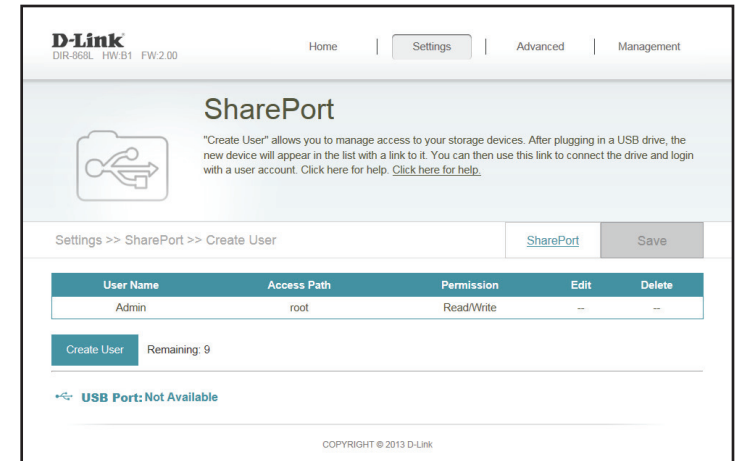 D-Link
DIR-868L HW:B1 FW:2.00
Home | Settings | Advanced | Management
SharePort
"Create User" allows you to manage access to your storage devices. After plugging in a USB drive, the
new device will appear in the list with a link to it. You can then use this link to connect the drive and login
with a user account. Click here for help. Click here for help.
Settings >> SharePort >> Create User SharePort Save
User Name Access Path Permission Edit Delete
Admin root Read/Write -- --
Create User Remaining: 9
USB Port: Not Available
COPYRIGHT © 2013 D-Link